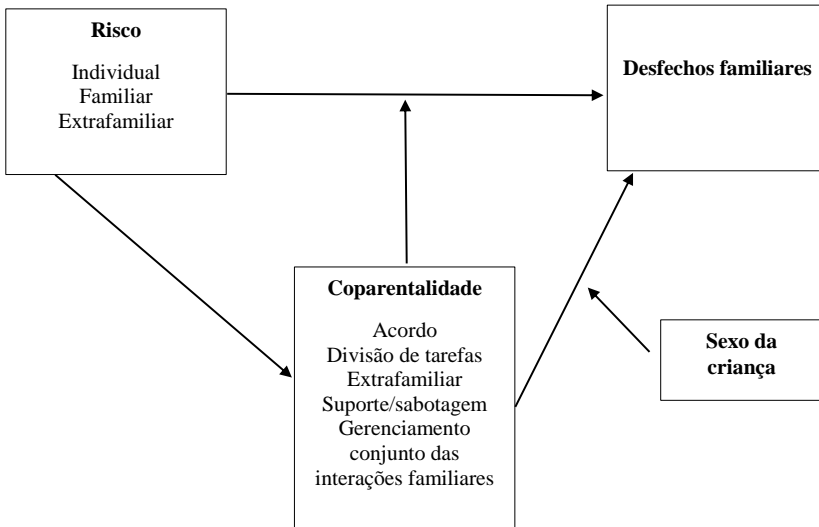 Risco
Individual
Familiar
Extrafamiliar
Desfechos familiares
Coparentalidade
Acordo
Divisão de tarefas
Extrafamiliar
Suporte/sabotagem
Gerenciamento
conjunto das
interações familiares
Sexo da
criança